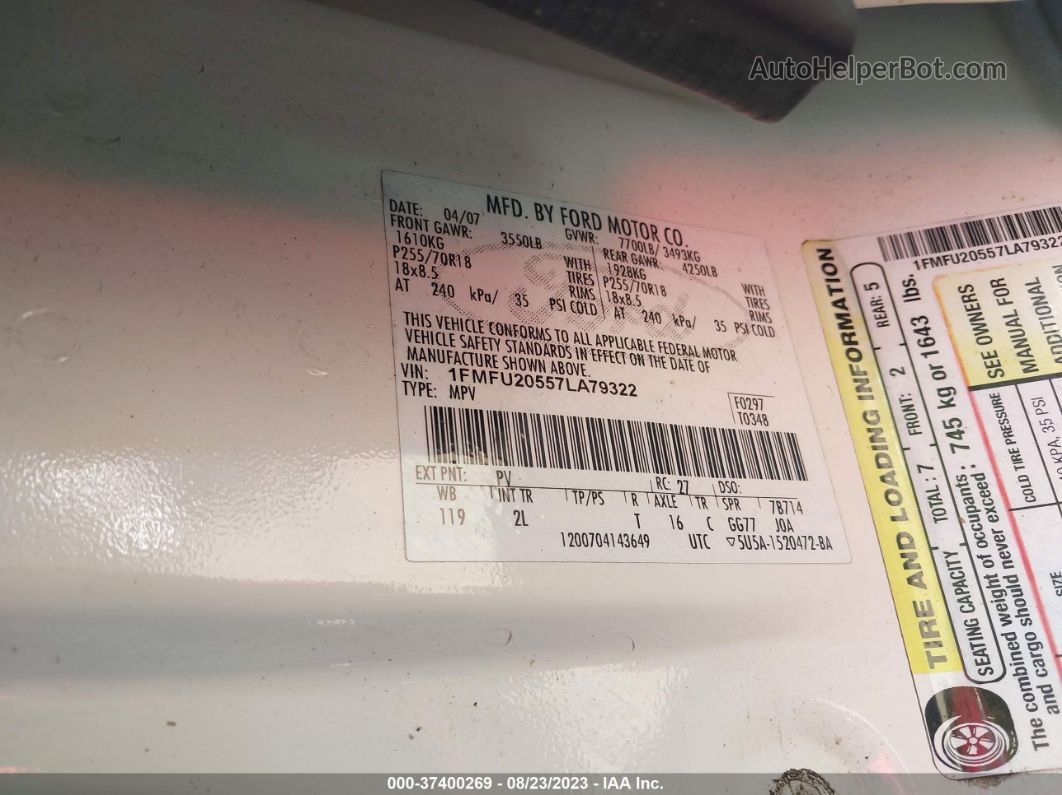 AutoHelperBot.com
MFD. BY FORD MOTOR CO.
DATE: 04/07 GVWR: 7700LB/ 3493KG
FRONT GAWR: 3550LB REAR GAWR: 4250LB
1610KG WITH 1928KG WITH
P255/70R18 TIRES P255/70R18 TIRES
18x8.5 RIMS 18x8.5 RIMS
AT 240 kPa/ 35 PSI COLD AT 240 kPa/ 35 PSI COLD
THIS VEHICLE CONFORMS TO ALL APPLICABLE FEDERAL MOTOR
VEHICLE SAFETY STANDARDS IN EFFECT ON THE DATE OF
MANUFACTURE SHOWN ABOVE.
VIN: 1FMFU20557LA79322
TYPE: MPV
F0297
T0348
EXT PNT: PV RC: 27 DSO:
WB INT TR TP/PS R AXLE TR SPR 7B714
119 2L T 16 C GG77 JOA
1200704143649 UTC ▽5U5A-1520472-BA
1FMFU20557LA79322
TIRE AND LOADING INFORMATION
SEATING CAPACITY TOTAL: 7 FRONT: 2 REAR: 5
The combined weight of occupants
and cargo should never exceed : 745 kg or 1643 lbs.
SIZE
COLD TIRE PRESSURE
KPA, 35 PSI
SEE OWNERS
MANUAL FOR
ADDITIONAL
000-37400269 - 08/23/2023 - IAA Inc.